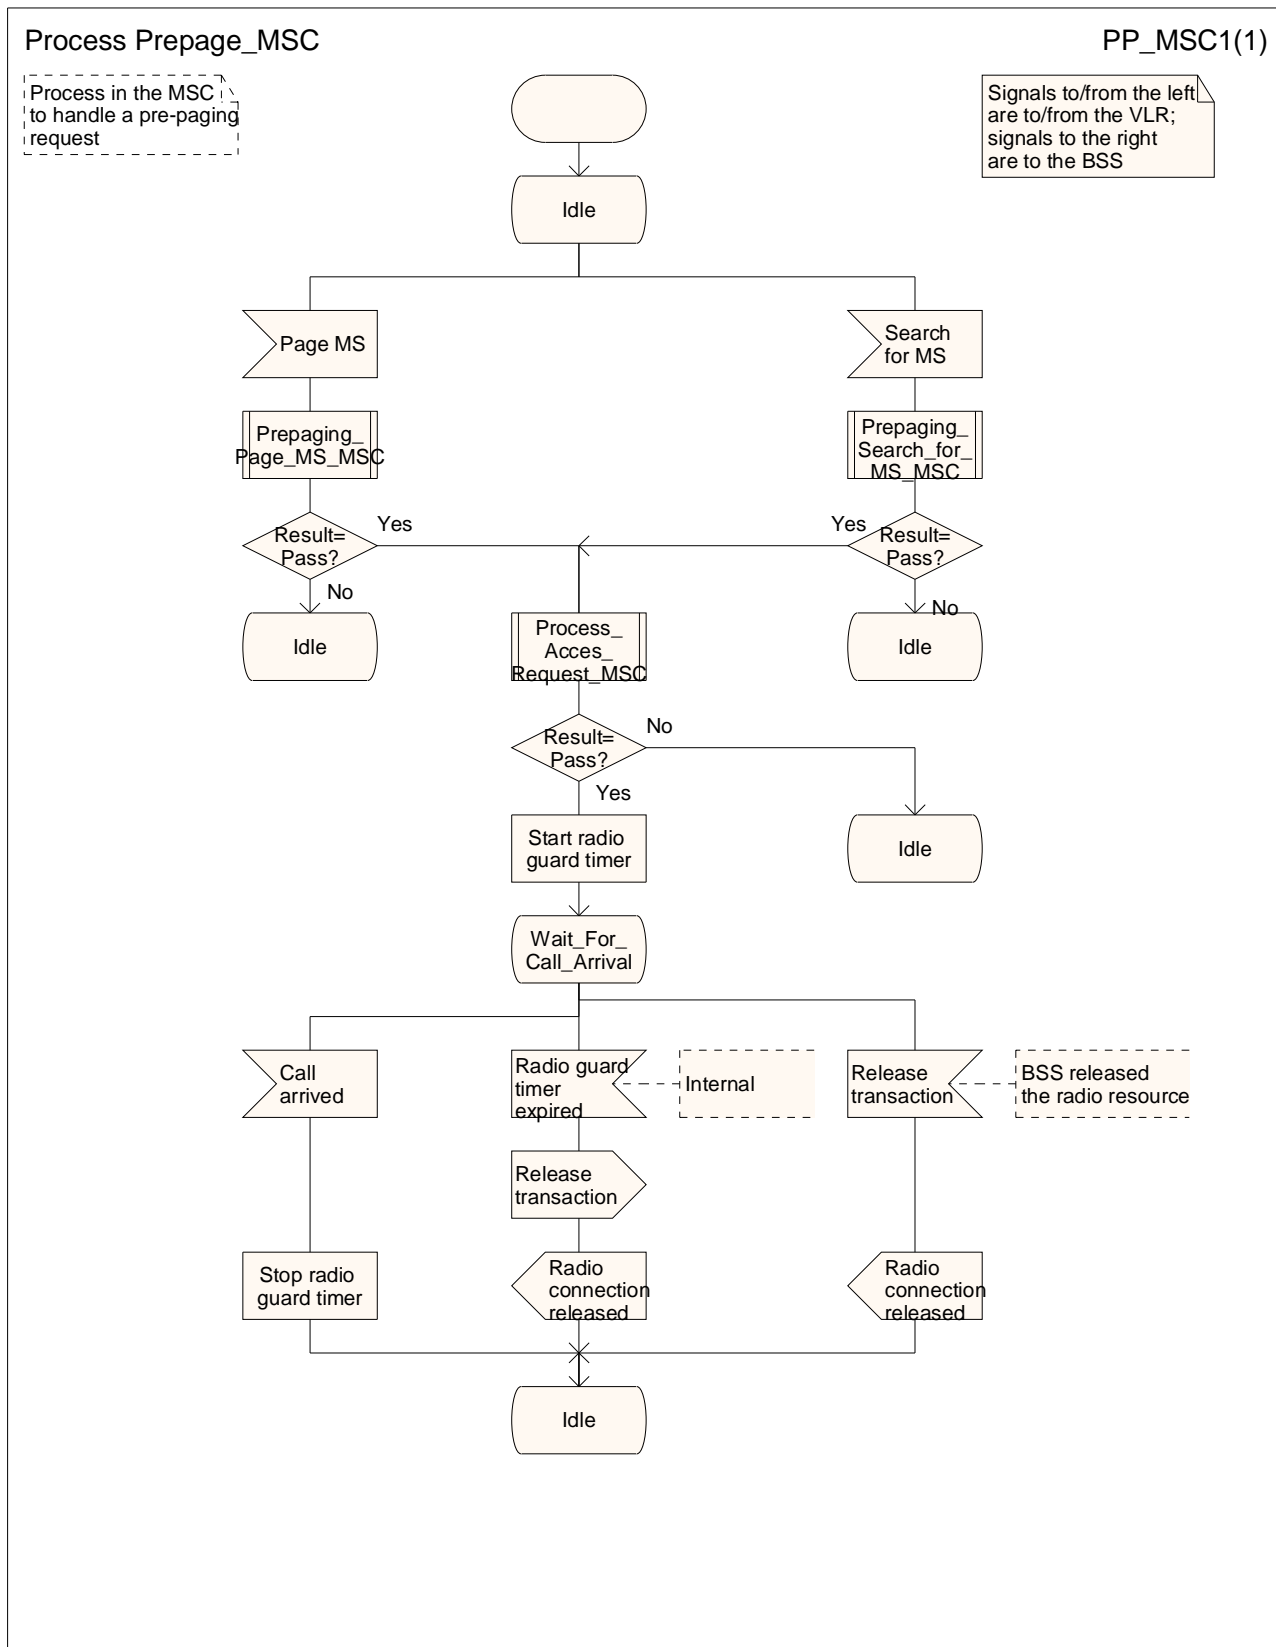 Process Prepage_MSC
PP_MSC1(1)
Process in the MSC
to handle a pre-paging
request
Signals to/from the left
are to/from the VLR;
signals to the right
are to the BSS
Idle
Page MS
Search
for MS
Prepaging_
Page_MS_MSC
Prepaging_
Search_for_
MS_MSC
Result=
Pass?
Yes
No
Yes
Result=
Pass?
No
Idle
Process_
Acces_
Request_MSC
Idle
Result=
Pass?
No
Yes
Start radio
guard timer
Idle
Wait_For_
Call_Arrival
Call
arrived
Radio guard
timer
expired
Internal
Release
transaction
BSS released
the radio resource
Release
transaction
Stop radio
guard timer
Radio
connection
released
Radio
connection
released
Idle